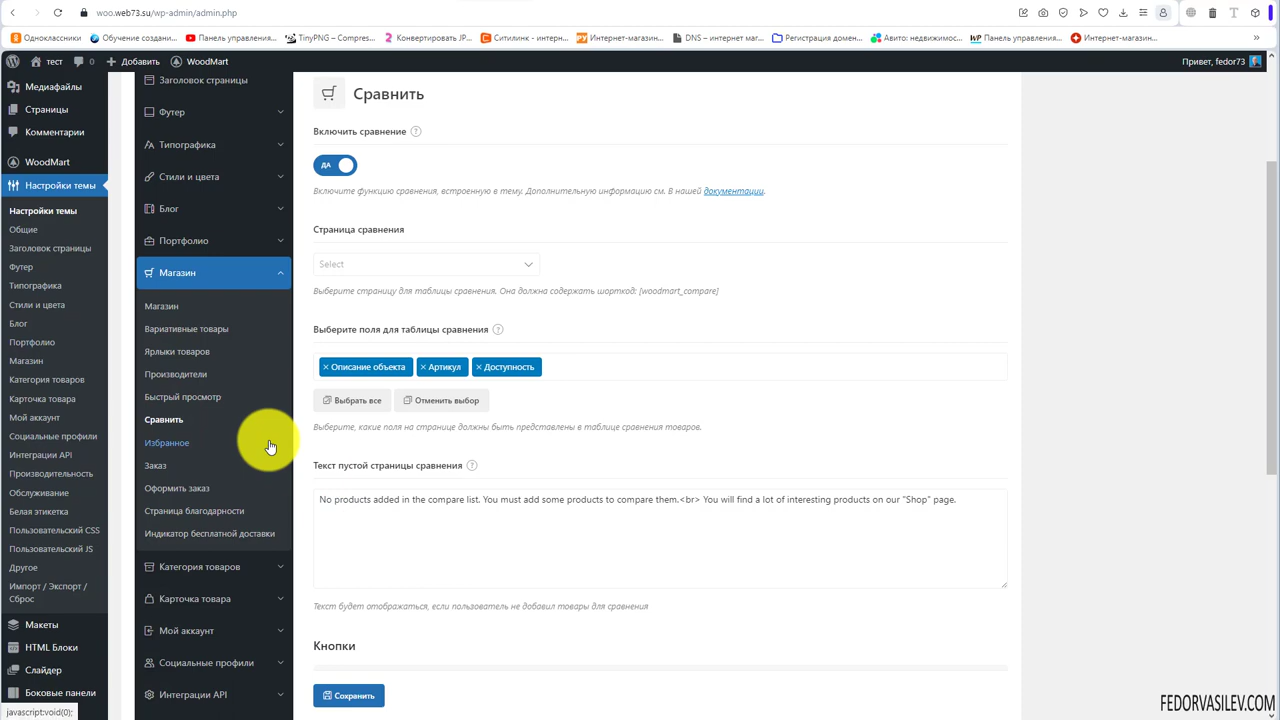 woo.web73.su/wp-admin/admin.php
Одноклассники
Обучение создани...
Панель управления...
TinyPNG – Compres...
Конвертировать JP...
Ситилинк - интерн...
Интернет-магазин...
DNS – интернет маг...
Регистрация домен...
Авито: недвижимос...
Панель управления...
Интернет-магазин...
тест
0
Добавить
WoodMart
Привет, fedor73
Медиафайлы
Страницы
Комментарии
WoodMart
Настройки темы
Настройки темы
Общие
Заголовок страницы
Футер
Типографика
Стили и цвета
Блог
Портфолио
Магазин
Категория товаров
Карточка товара
Мой аккаунт
Социальные профили
Интеграции API
Производительность
Обслуживание
Белая этикетка
Пользовательский CSS
Пользовательский JS
Другое
Импорт / Экспорт /
Сброс
Макеты
HTML Блоки
Слайдер
Боковые панели
javascript:void(0);
Заголовок страницы
Футер
Типографика
Стили и цвета
Блог
Портфолио
Магазин
Магазин
Вариативные товары
Ярлыки товаров
Производители
Быстрый просмотр
Сравнить
Избранное
Заказ
Оформить заказ
Страница благодарности
Индикатор бесплатной доставки
Категория товаров
Карточка товара
Мой аккаунт
Социальные профили
Интеграции API
Сравнить
Включить сравнение
ДА
Включите функцию сравнения, встроенную в тему. Дополнительную информацию см. В нашей документации.
Страница сравнения
Select
Выберите страницу для таблицы сравнения. Она должна содержать шорткод: [woodmart_compare]
Выберите поля для таблицы сравнения
× Описание объекта
× Артикул
× Доступность
Выбрать все
Отменить выбор
Выберите, какие поля на странице должны быть представлены в таблице сравнения товаров.
Текст пустой страницы сравнения
No products added in the compare list. You must add some products to compare them.<br> You will find a lot of interesting products on our "Shop" page.
Текст будет отображаться, если пользователь не добавил товары для сравнения
Кнопки
Сохранить
FEDORVASILEV.COM